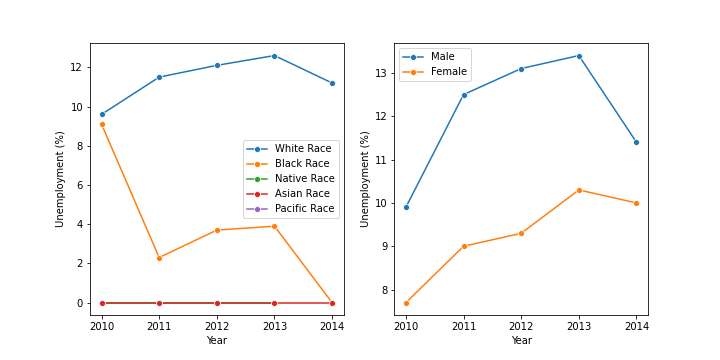 12
10
8
6
4
2
0
Unemployment (%)
White Race
Black Race
Native Race
Asian Race
Pacific Race
2010 2011 2012 2013 2014
Year
13
12
11
10
9
8
Unemployment (%)
Male
Female
2010 2011 2012 2013 2014
Year